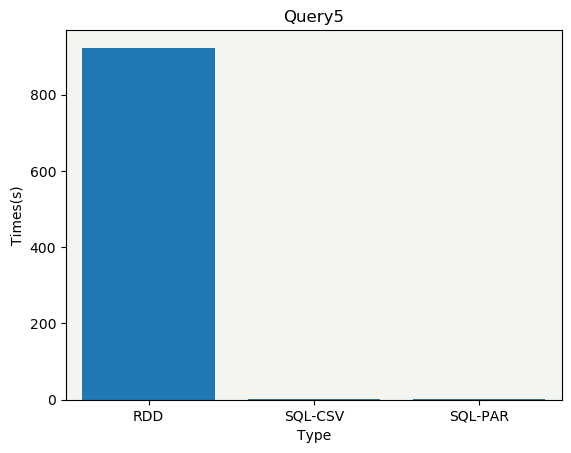 Query5
Times(s)
800
600
400
200
0
RDD
SQL-CSV
SQL-PAR
Type